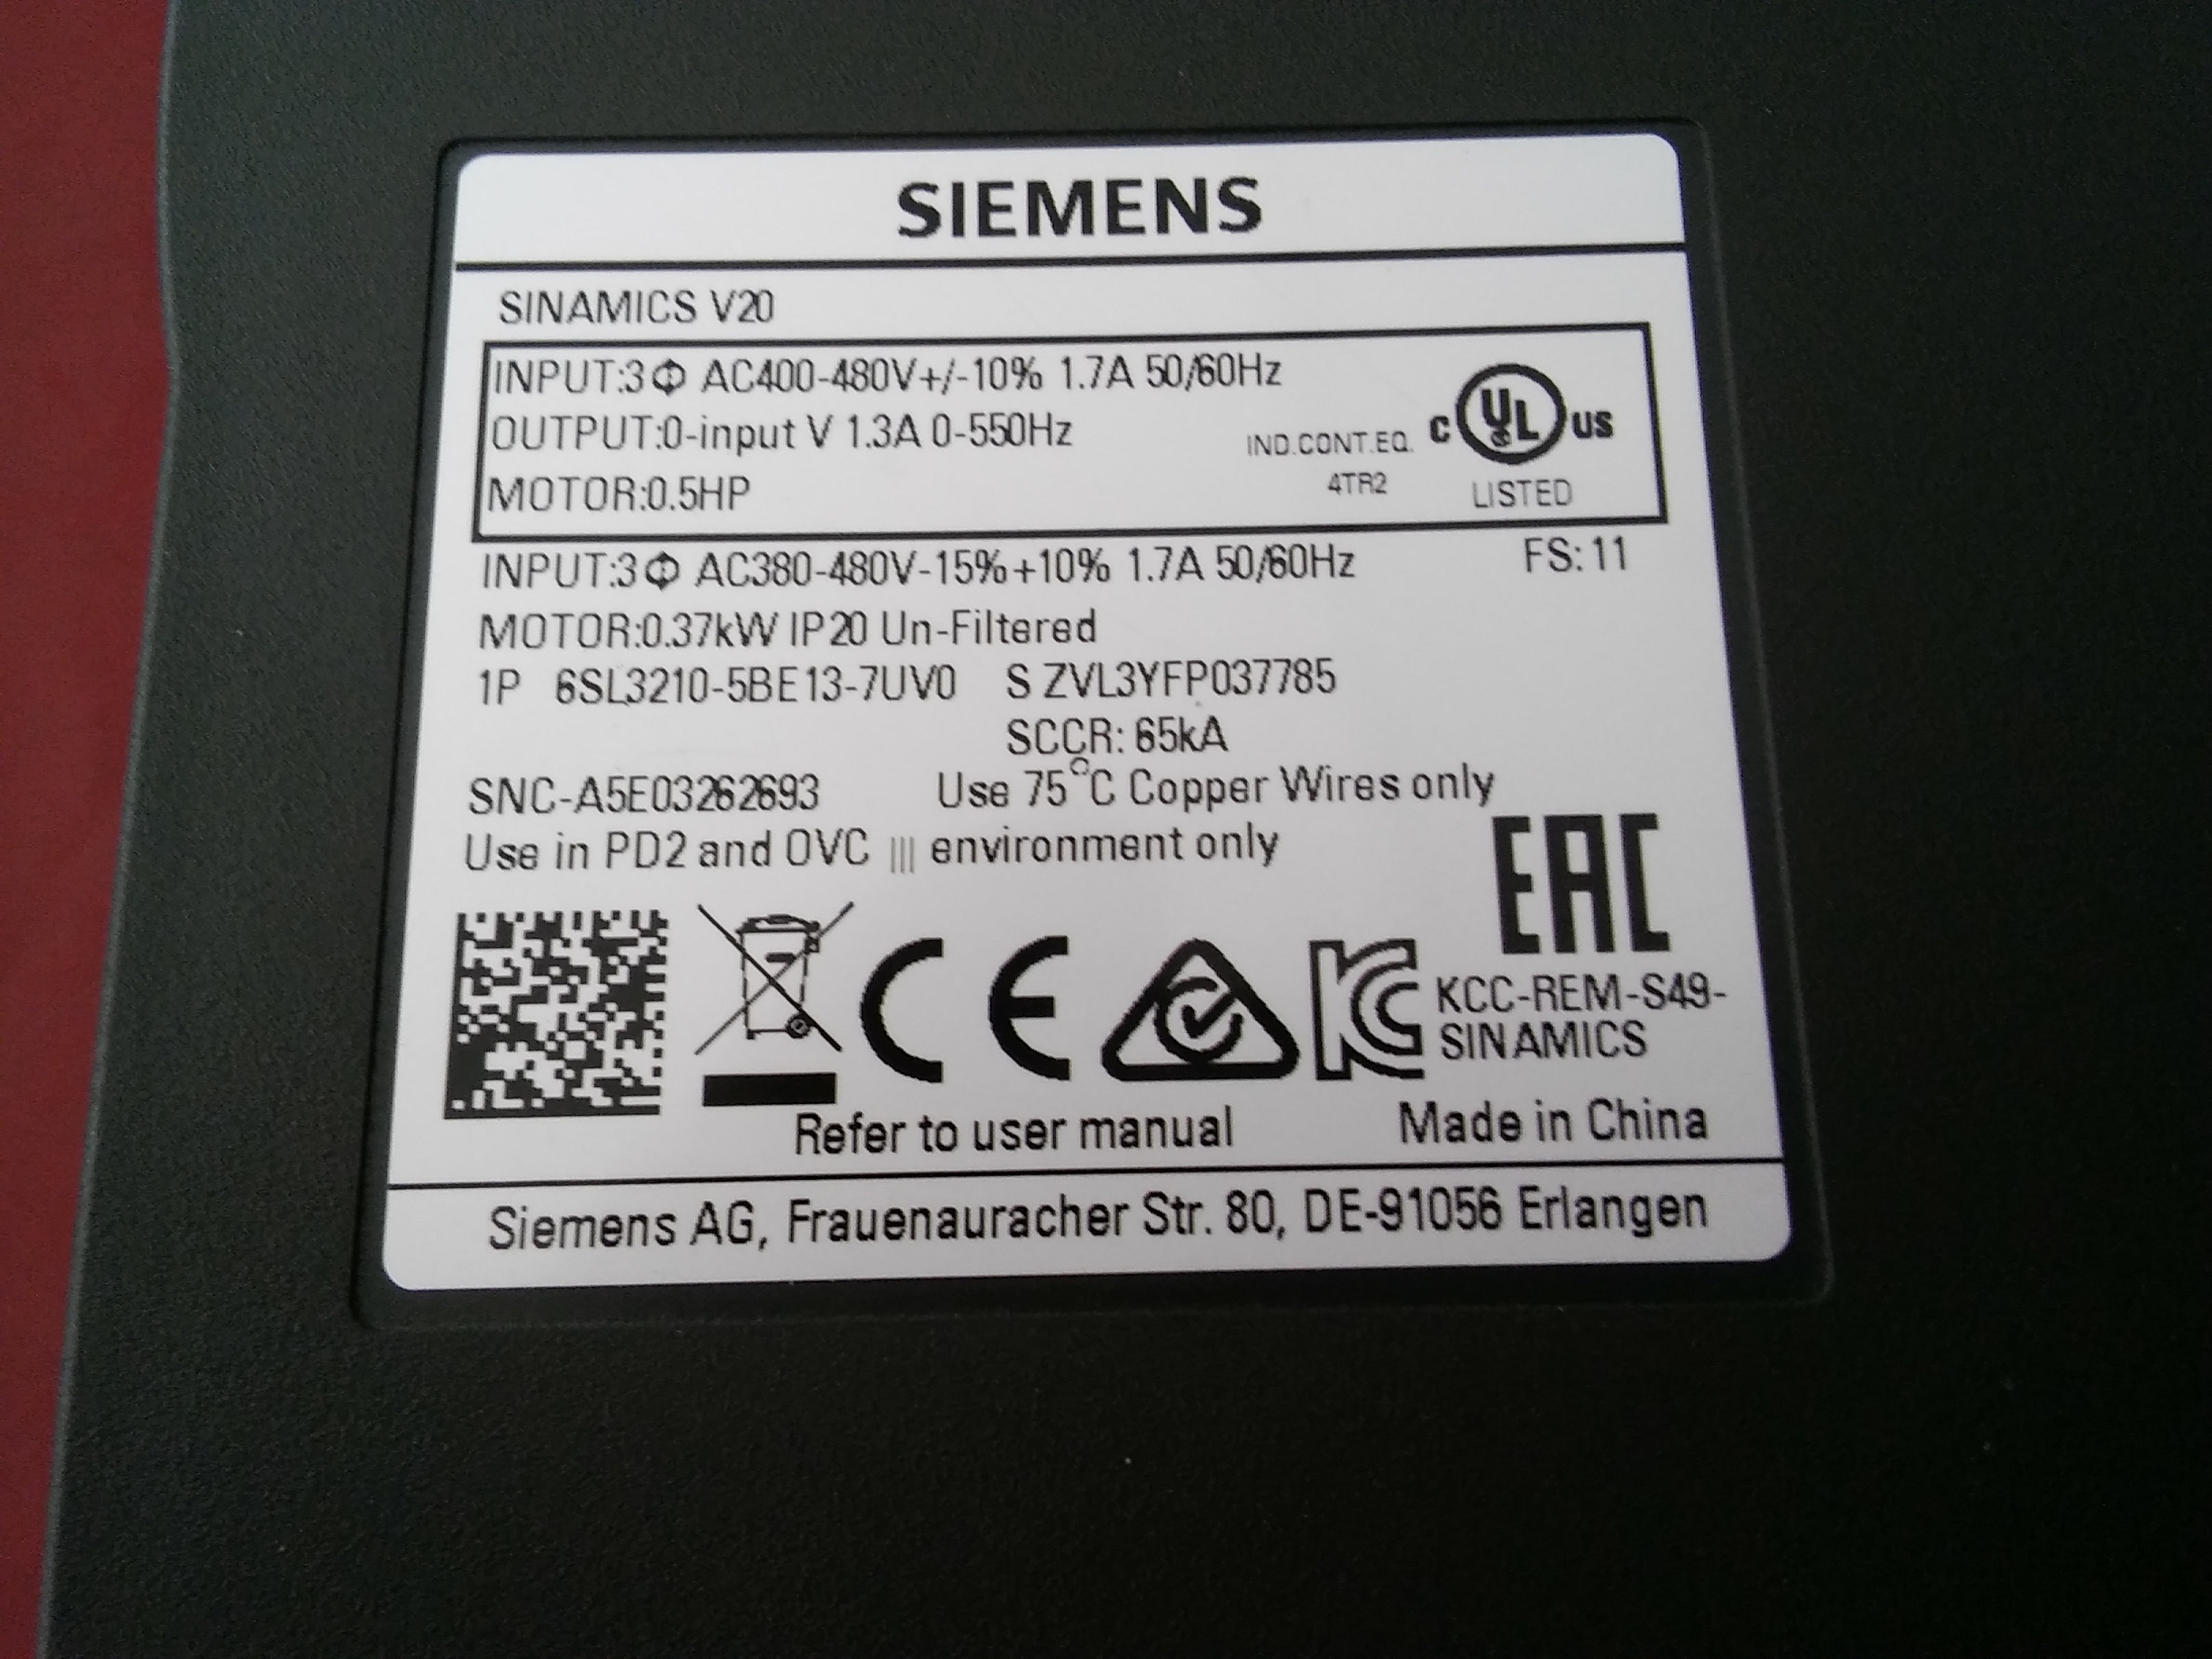 SIEMENS
SINAMICS V20
INPUT:3Φ AC400-480V+/-10% 1.7A 50/60Hz
OUTPUT:0-input V 1.3A 0-550Hz
MOTOR:0.5HP
IND.CONT.EQ.
4TR2
C UL US
LISTED
INPUT:3Φ AC380-480V-15%+10% 1.7A 50/60Hz
FS:11
MOTOR:0.37kW IP20 Un-Filtered
1P 6SL3210-5BE13-7UV0 S ZVL3YFP037785
SCCR: 65kA
SNC-A5E03262693 Use 75°C Copper Wires only
Use in PD2 and OVC III environment only
EAC
CE
KC
KCC-REM-S49-
SINAMICS
Refer to user manual
Made in China
Siemens AG, Frauenauracher Str. 80, DE-91056 Erlangen